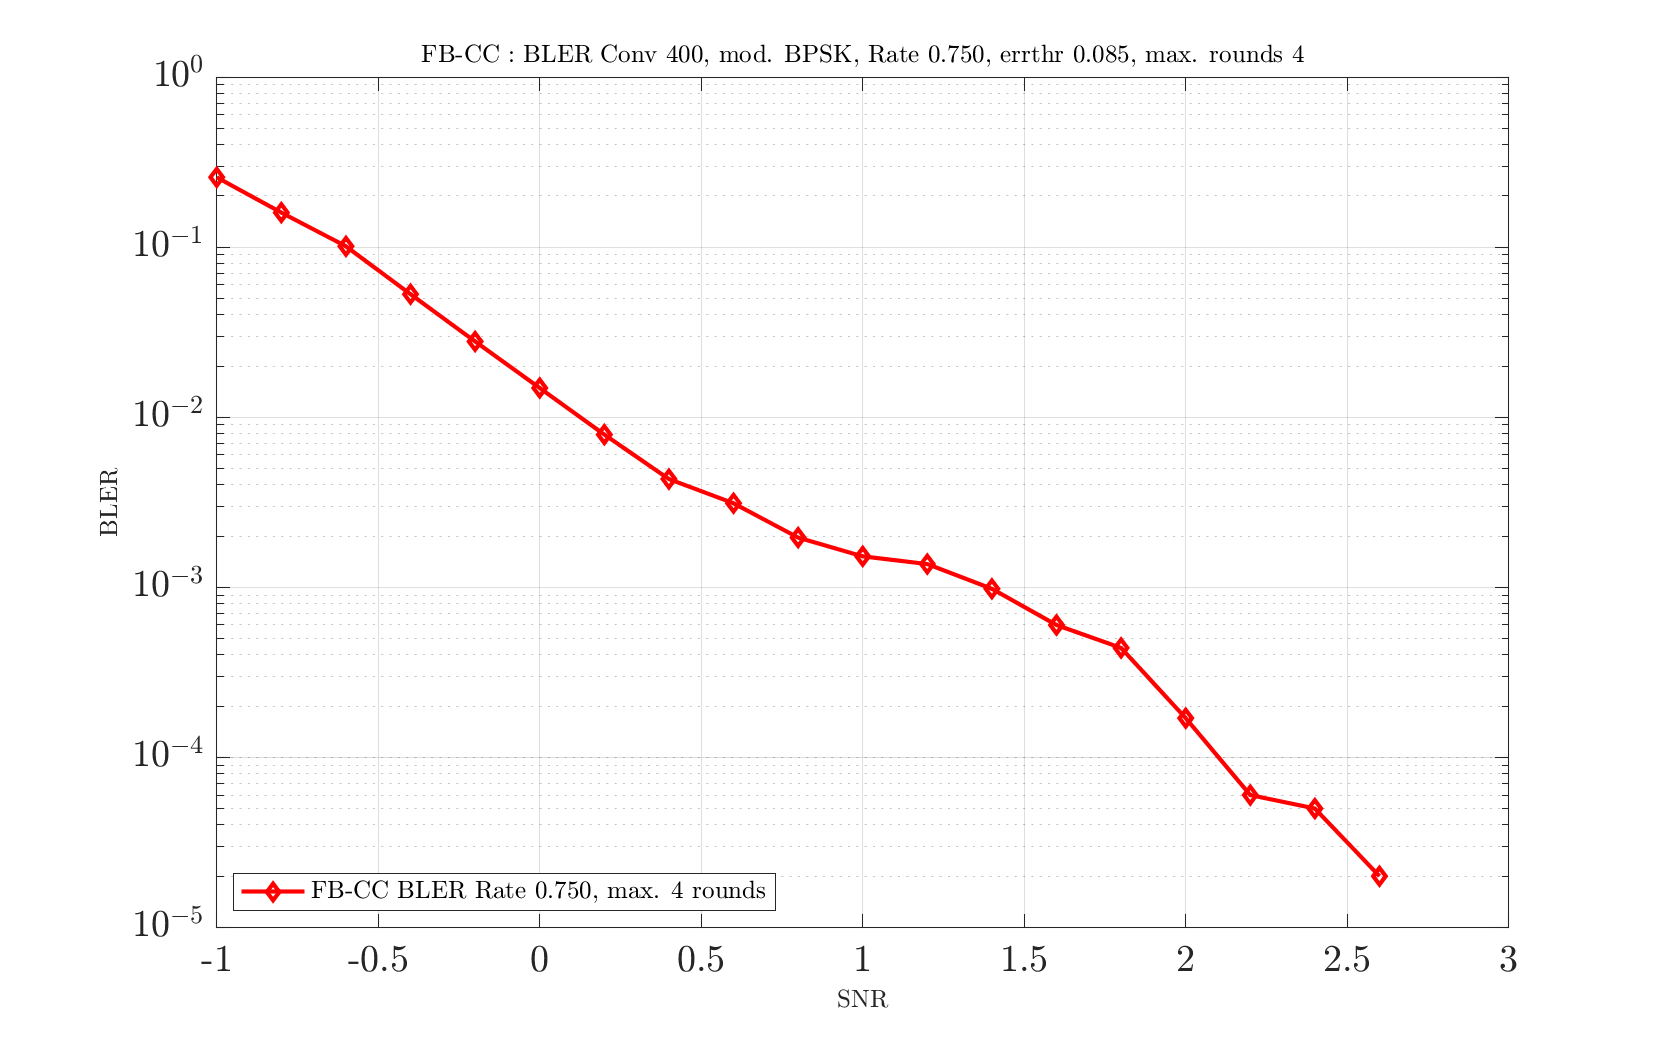 FB-CC : BLER Conv 400, mod. BPSK, Rate 0.750, errthr 0.085, max. rounds 4
10^0
10^-1
10^-2
10^-3
10^-4
10^-5
BLER
FB-CC BLER Rate 0.750, max. 4 rounds
-1 -0.5 0 0.5 1 1.5 2 2.5 3
SNR